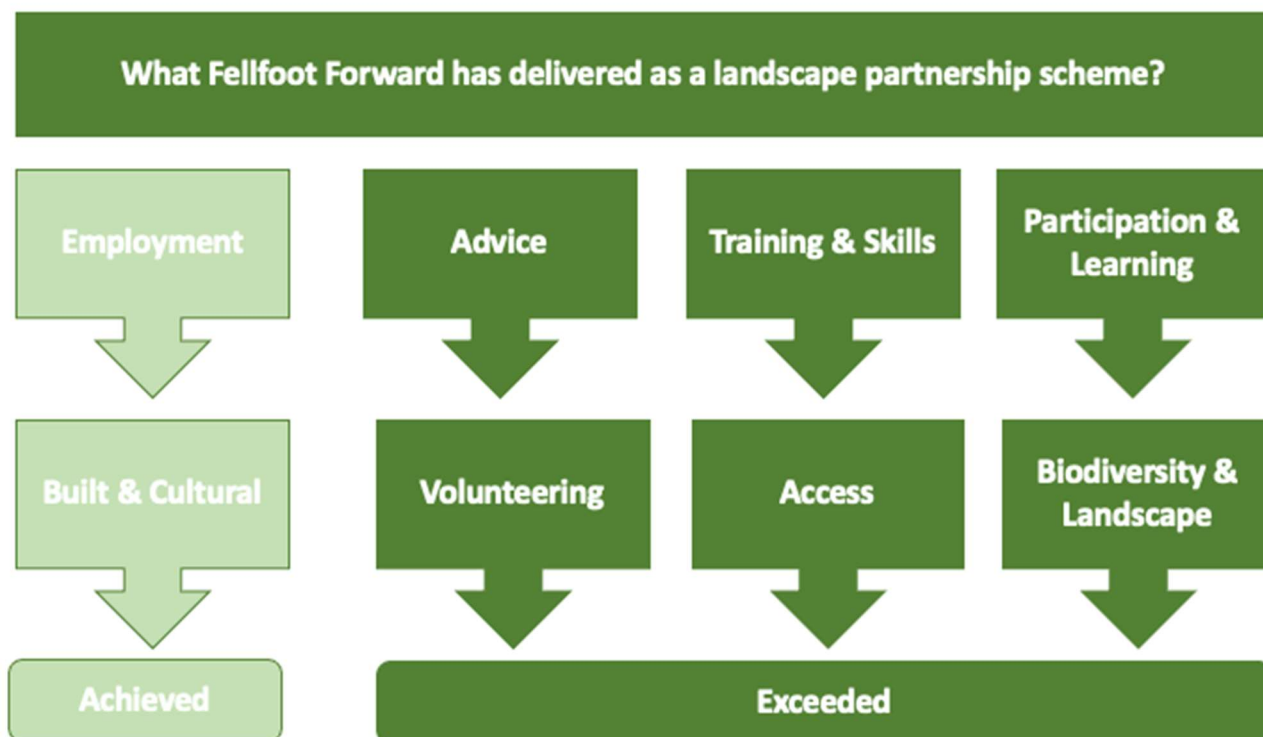 What Fellfoot Forward has delivered as a landscape partnership scheme?
Employment
Advice
Training & Skills
Participation &
Learning
Built & Cultural
Volunteering
Access
Biodiversity &
Landscape
Achieved
Exceeded